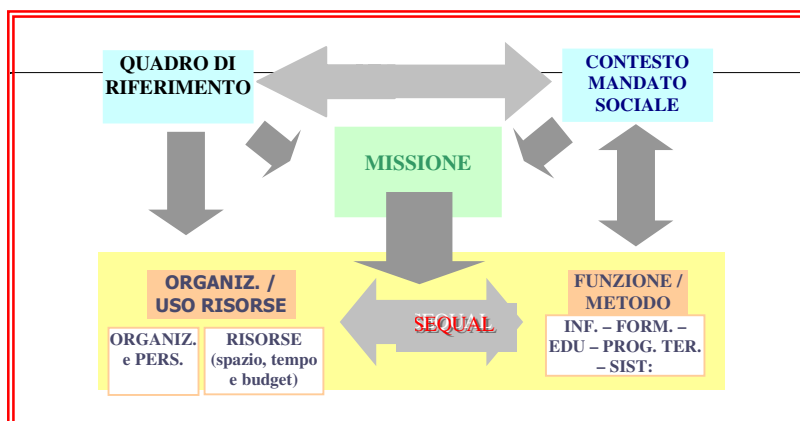 QUADRO DI
RIFERIMENTO
CONTESTO
MANDATO
SOCIALE
MISSIONE
ORGANIZ. /
USO RISORSE
FUNZIONE /
METODO
SEQUAL
ORGANIZ.
e PERS.
RISORSE
(spazio, tempo
e budget)
INF. – FORM. –
EDU – PROG. TER.
– SIST: